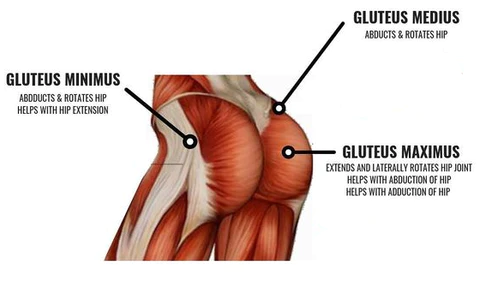 GLUTEUS MEDIUS
ABDUCTS & ROTATES HIP
GLUTEUS MINIMUS
ABDDUCTS & ROTATES HIP
HELPS WITH HIP EXTENSION
GLUTEUS MAXIMUS
EXTENDS AND LATERALLY ROTATES HIP JOINT
HELPS WITH ABDUCTION OF HIP
HELPS WITH ADDUCTION OF HIP